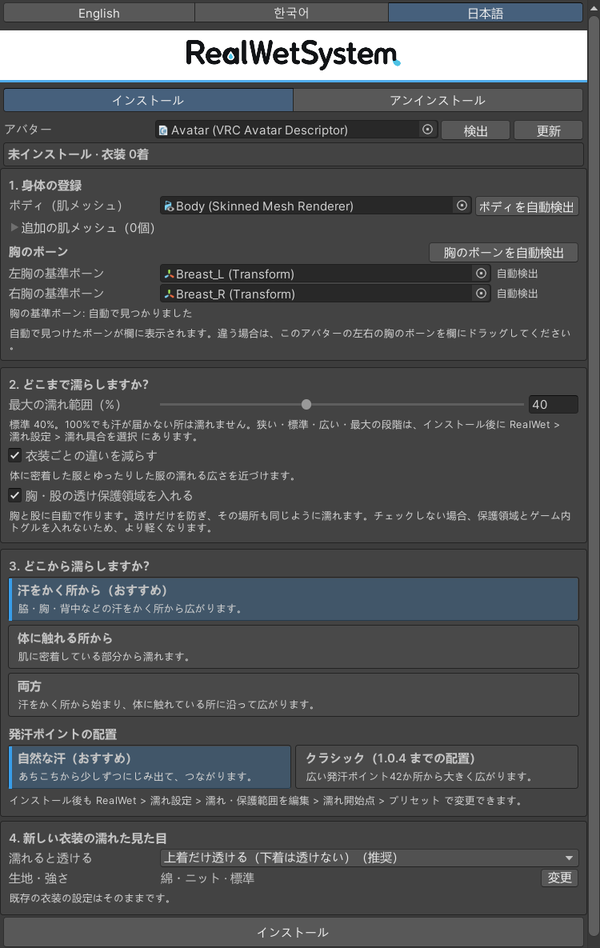 English
한국어
日本語
RealWetSystem
インストール
アンインストール
アバター
Avatar (VRC Avatar Descriptor)
検出
更新
未インストール · 衣装 0着
1. 身体の登録
ボディ（肌メッシュ）
Body (Skinned Mesh Renderer)
ボディを自動検出
追加の肌メッシュ（0個）
胸のボーン
胸のボーンを自動検出
左胸の基準ボーン
Breast_L (Transform)
自動検出
右胸の基準ボーン
Breast_R (Transform)
自動検出
胸の基準ボーン: 自動で見つかりました
自動で見つけたボーンが欄に表示されます。違う場合は、このアバターの左右の胸のボーンを欄にドラッグしてください
。
2. どこまで濡らしますか?
最大の濡れ範囲（%）
40
標準 40%。100%でも汗が届かない所は濡れません。狭い・標準・広い・最大の段階は、インストール後に RealWet >
濡れ設定 > 濡れ具合を選択 にあります。
衣装ごとの違いを減らす
体に密着した服とゆったりした服の濡れる広さを近づけます。
胸・股の透け保護領域を入れる
胸と股に自動で作ります。透けだけを防ぎ、その場所も同じように濡れます。チェックしない場合、保護領域とゲーム内
トグルを入れないため、より軽くなります。
3. どこから濡らしますか?
汗をかく所から（おすすめ）
脇・胸・背中などの汗をかく所から広がります。
体に触れる所から
肌に密着している部分から濡れます。
両方
汗をかく所から始まり、体に触れている所に沿って広がります。
発汗ポイントの配置
自然な汗（おすすめ）
あちこちから少しずつにじみ出て、つながります。
クラシック（1.0.4 までの配置）
広い発汗ポイント42か所から大きく広がります。
インストール後も RealWet > 濡れ設定 > 濡れ・保護範囲を編集 > 濡れ開始点 > プリセット で変更できます。
4. 新しい衣装の濡れた見た目
濡れると透ける
上着だけ透ける（下着は透けない）（推奨）
生地・強さ
綿・ニット · 標準
変更
既存の衣装の設定はそのままです。
インストール